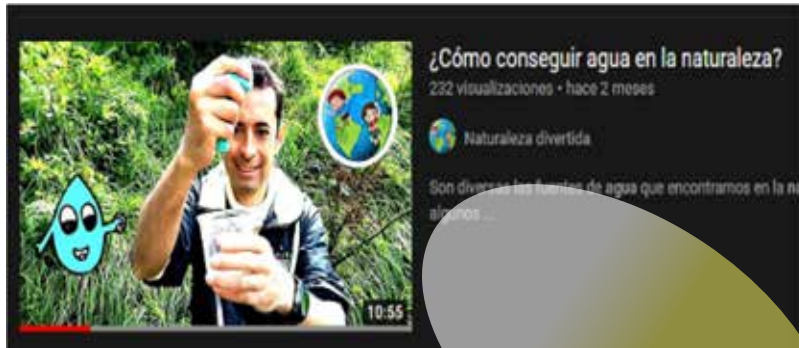 ¿Cómo conseguir agua en la naturaleza?
232 visualizaciones • hace 2 meses
Naturaleza divertida
Son diversas las fuentes de agua que encontramos en la na
algunos ...
10:55